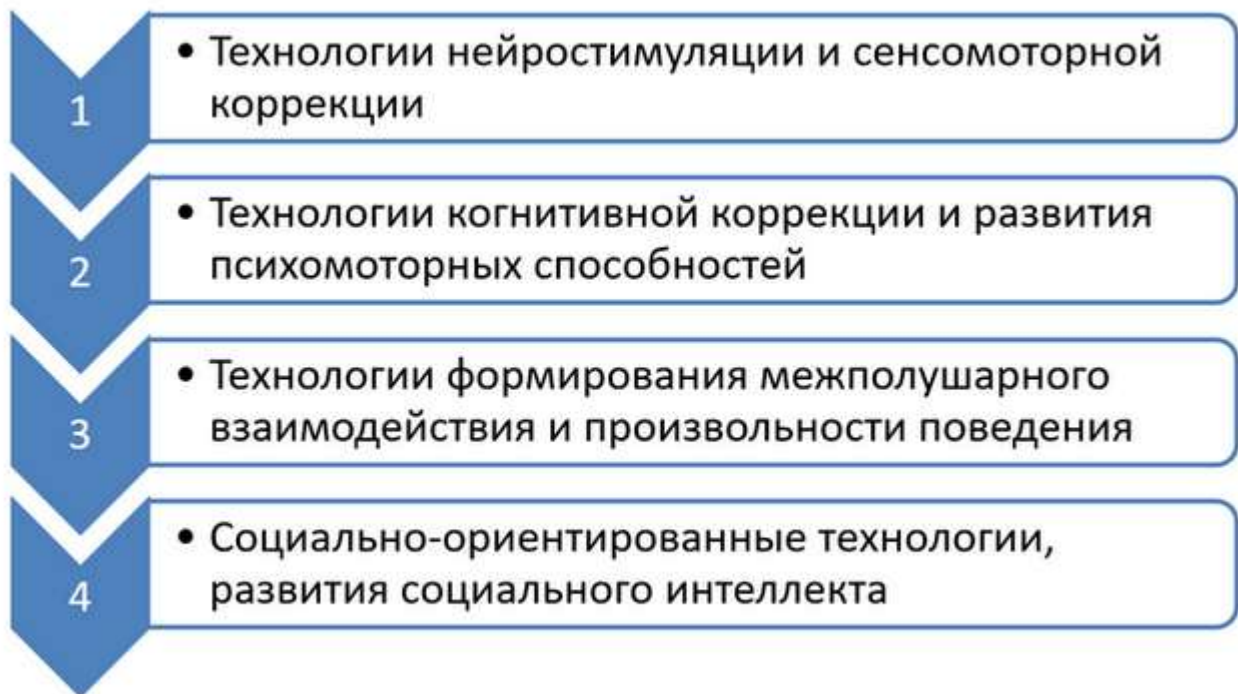 1
• Технологии нейростимуляции и сенсомоторной
коррекции
2
• Технологии когнитивной коррекции и развития
психомоторных способностей
3
• Технологии формирования межполушарного
взаимодействия и произвольности поведения
4
• Социально-ориентированные технологии,
развития социального интеллекта